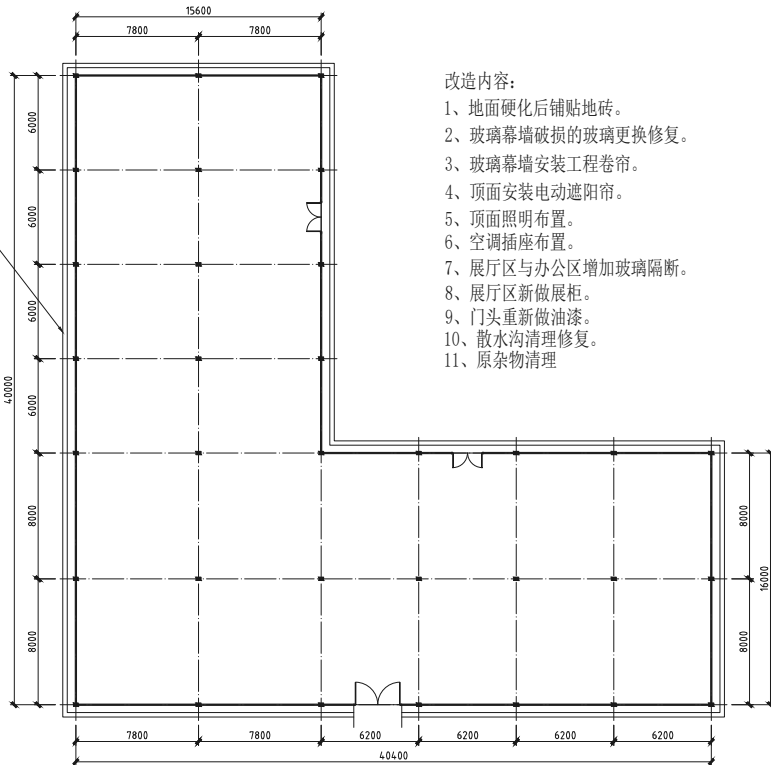 15600
7800 7800
改造内容：
1、地面硬化后铺贴地砖。
2、玻璃幕墙破损的玻璃更换修复。
3、玻璃幕墙安装工程卷帘。
4、顶面安装电动遮阳帘。
5、顶面照明布置。
6、空调插座布置。
7、展厅区与办公区增加玻璃隔断。
8、展厅区新做展柜。
9、门头重新做油漆。
10、散水沟清理修复。
11、原杂物清理
40000
6000
6000
6000
6000
8000
8000
8000
8000
16000
7800 7800 6200 6200 6200 6200
40400